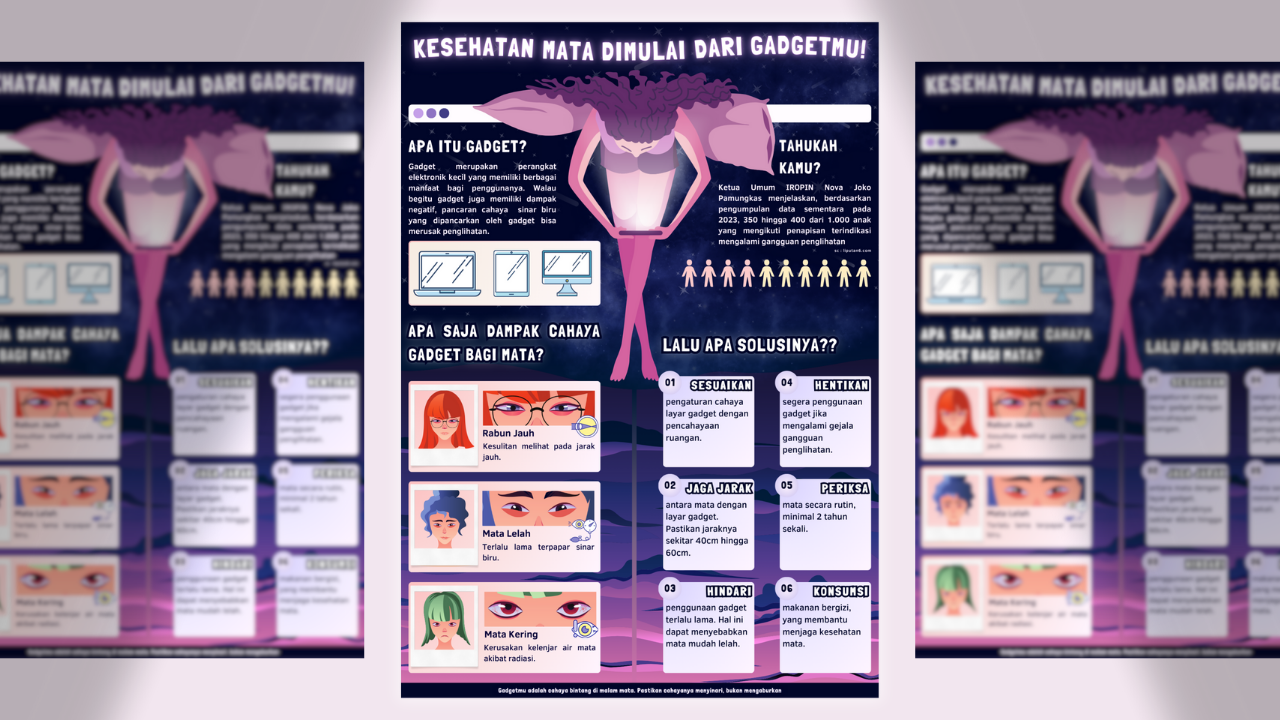 KESEHATAN MATA DIMULAI DARI GADGETMU!
APA ITU GADGET?
Gadget merupakan perangkat
elektronik kecil yang memiliki berbagai
manfaat bagi penggunanya. Walau
begitu gadget juga memiliki dampak
negatif, pancaran cahaya sinar biru
yang dipancarkan oleh gadget bisa
merusak penglihatan.
TAHUKAH
KAMU?
Ketua Umum IROPIN Nova Joko
Pamungkas menjelaskan, berdasarkan
pengumpulan data sementara pada
2023, 350 hingga 400 dari 1.000 anak
yang mengikuti penapisan terindikasi
mengalami gangguan penglihatan
sc : liputan6.com
APA SAJA DAMPAK CAHAYA
GADGET BAGI MATA?
Rabun Jauh
Kesulitan melihat pada jarak
jauh.
Mata Lelah
Terlalu lama terpapar sinar
biru.
Mata Kering
Kerusakan kelenjar air mata
akibat radiasi.
LALU APA SOLUSINYA??
01 SESUAIKAN
pengaturan cahaya
layar gadget dengan
pencahayaan
ruangan.
02 JAGA JARAK
antara mata dengan
layar gadget.
Pastikan jaraknya
sekitar 40cm hingga
60cm.
03 HINDARI
penggunaan gadget
terlalu lama. Hal ini
dapat menyebabkan
mata mudah lelah.
04 HENTIKAN
segera penggunaan
gadget jika
mengalami gejala
gangguan
penglihatan.
05 PERIKSA
mata secara rutin,
minimal 2 tahun
sekali.
06 KONSUMSI
makanan bergizi,
yang membantu
menjaga kesehatan
mata.
Gadgetmu adalah cahaya bintang di malam mata. Pastikan cahayanya menyinari, bukan mengaburkan